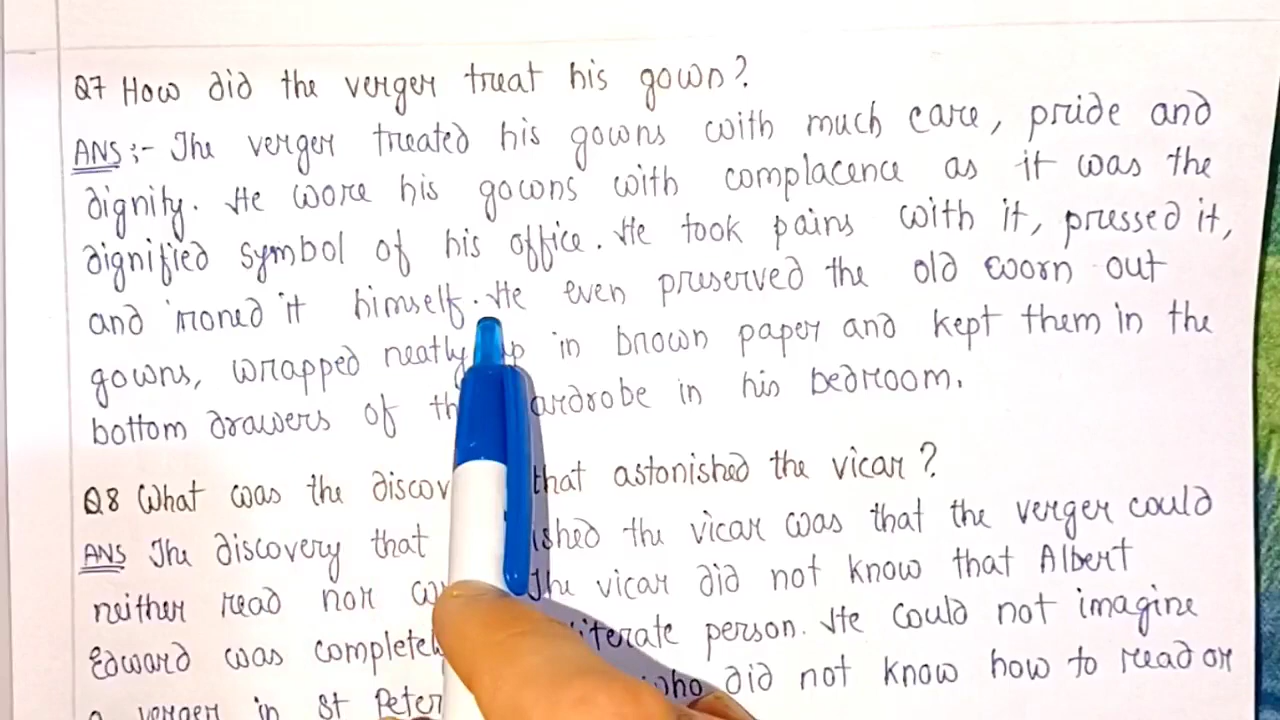 Q7 How did the verger treat his gown?
ANS :- The verger treated his gowns with much care, pride and
dignity. He wore his gowns with complacence as it was the
dignified symbol of his office. He took pains with it, pressed it,
and ironed it himself. He even preserved the old worn out
gowns, wrapped neatly in brown paper and kept them in the
bottom drawers of in his bedroom.
Q8 What was the that astonished the vicar?
ANS The discovery that the vicar was that the verger could
neither read nor The vicar did not know that Albert
Edward was person. He could not imagine
a verger in St Peter who did not know how to read or